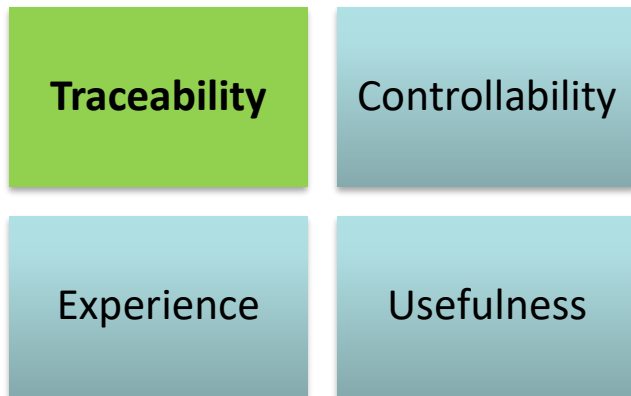 Traceability
Controllability
Experience
Usefulness